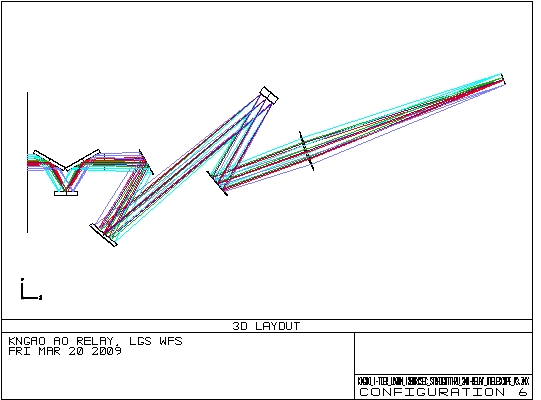 3D LAYOUT
KNGAO AO RELAY, LGS WFS
FRI MAR 20 2009
CONFIGURATION 6